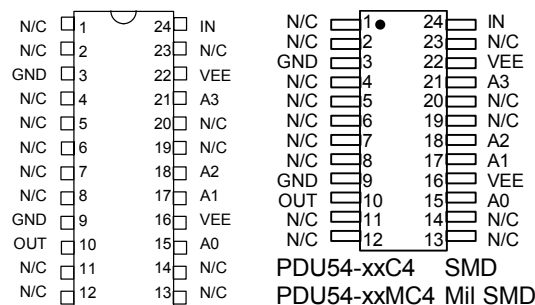 N/C 1 24 IN
N/C 2 23 N/C
GND 3 22 VEE
N/C 4 21 A3
N/C 5 20 N/C
N/C 6 19 N/C
N/C 7 18 A2
N/C 8 17 A1
GND 9 16 VEE
OUT 10 15 A0
N/C 11 14 N/C
N/C 12 13 N/C
N/C 1 24 IN
N/C 2 23 N/C
GND 3 22 VEE
N/C 4 21 A3
N/C 5 20 N/C
N/C 6 19 N/C
N/C 7 18 A2
N/C 8 17 A1
GND 9 16 VEE
OUT 10 15 A0
N/C 11 14 N/C
N/C 12 13 N/C
PDU54-xxC4 SMD
PDU54-xxMC4 Mil SMD